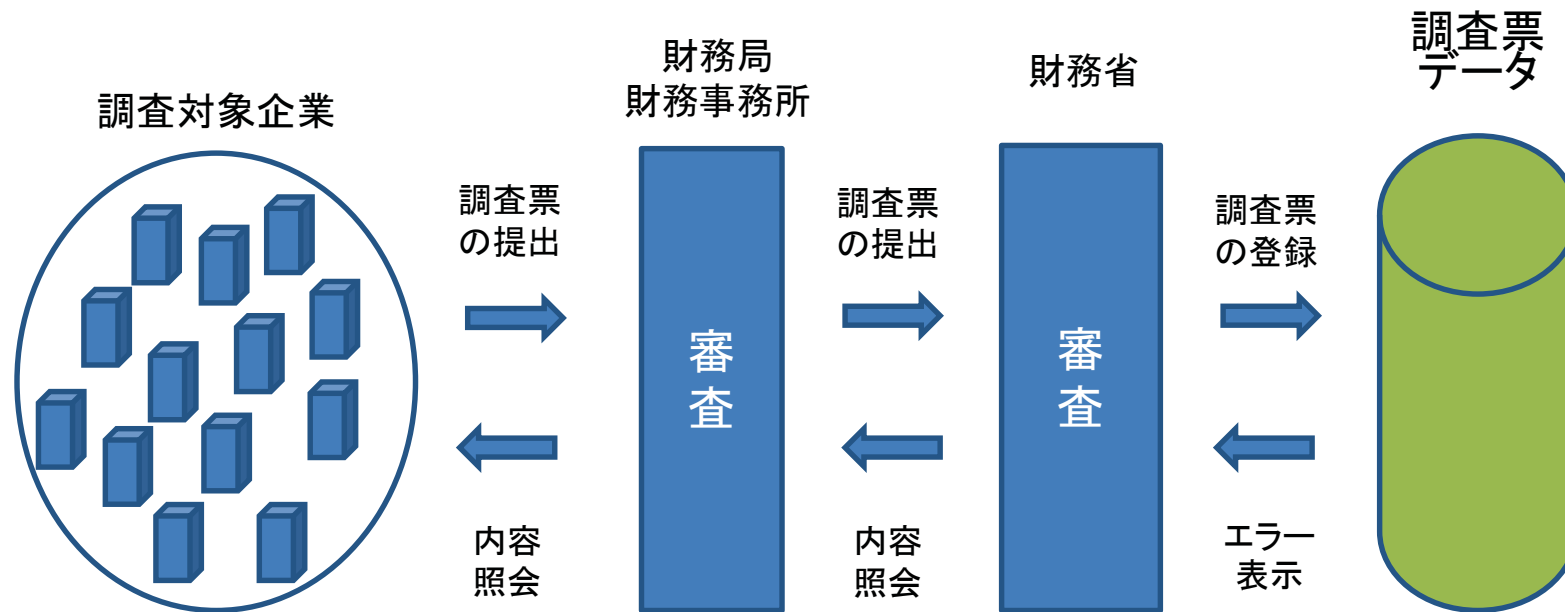 調査対象企業
財務局
財務事務所
財務省
調査票
データ
調査票
の提出
調査票
の提出
調査票
の登録
審査
審査
内容
照会
内容
照会
エラー
表示